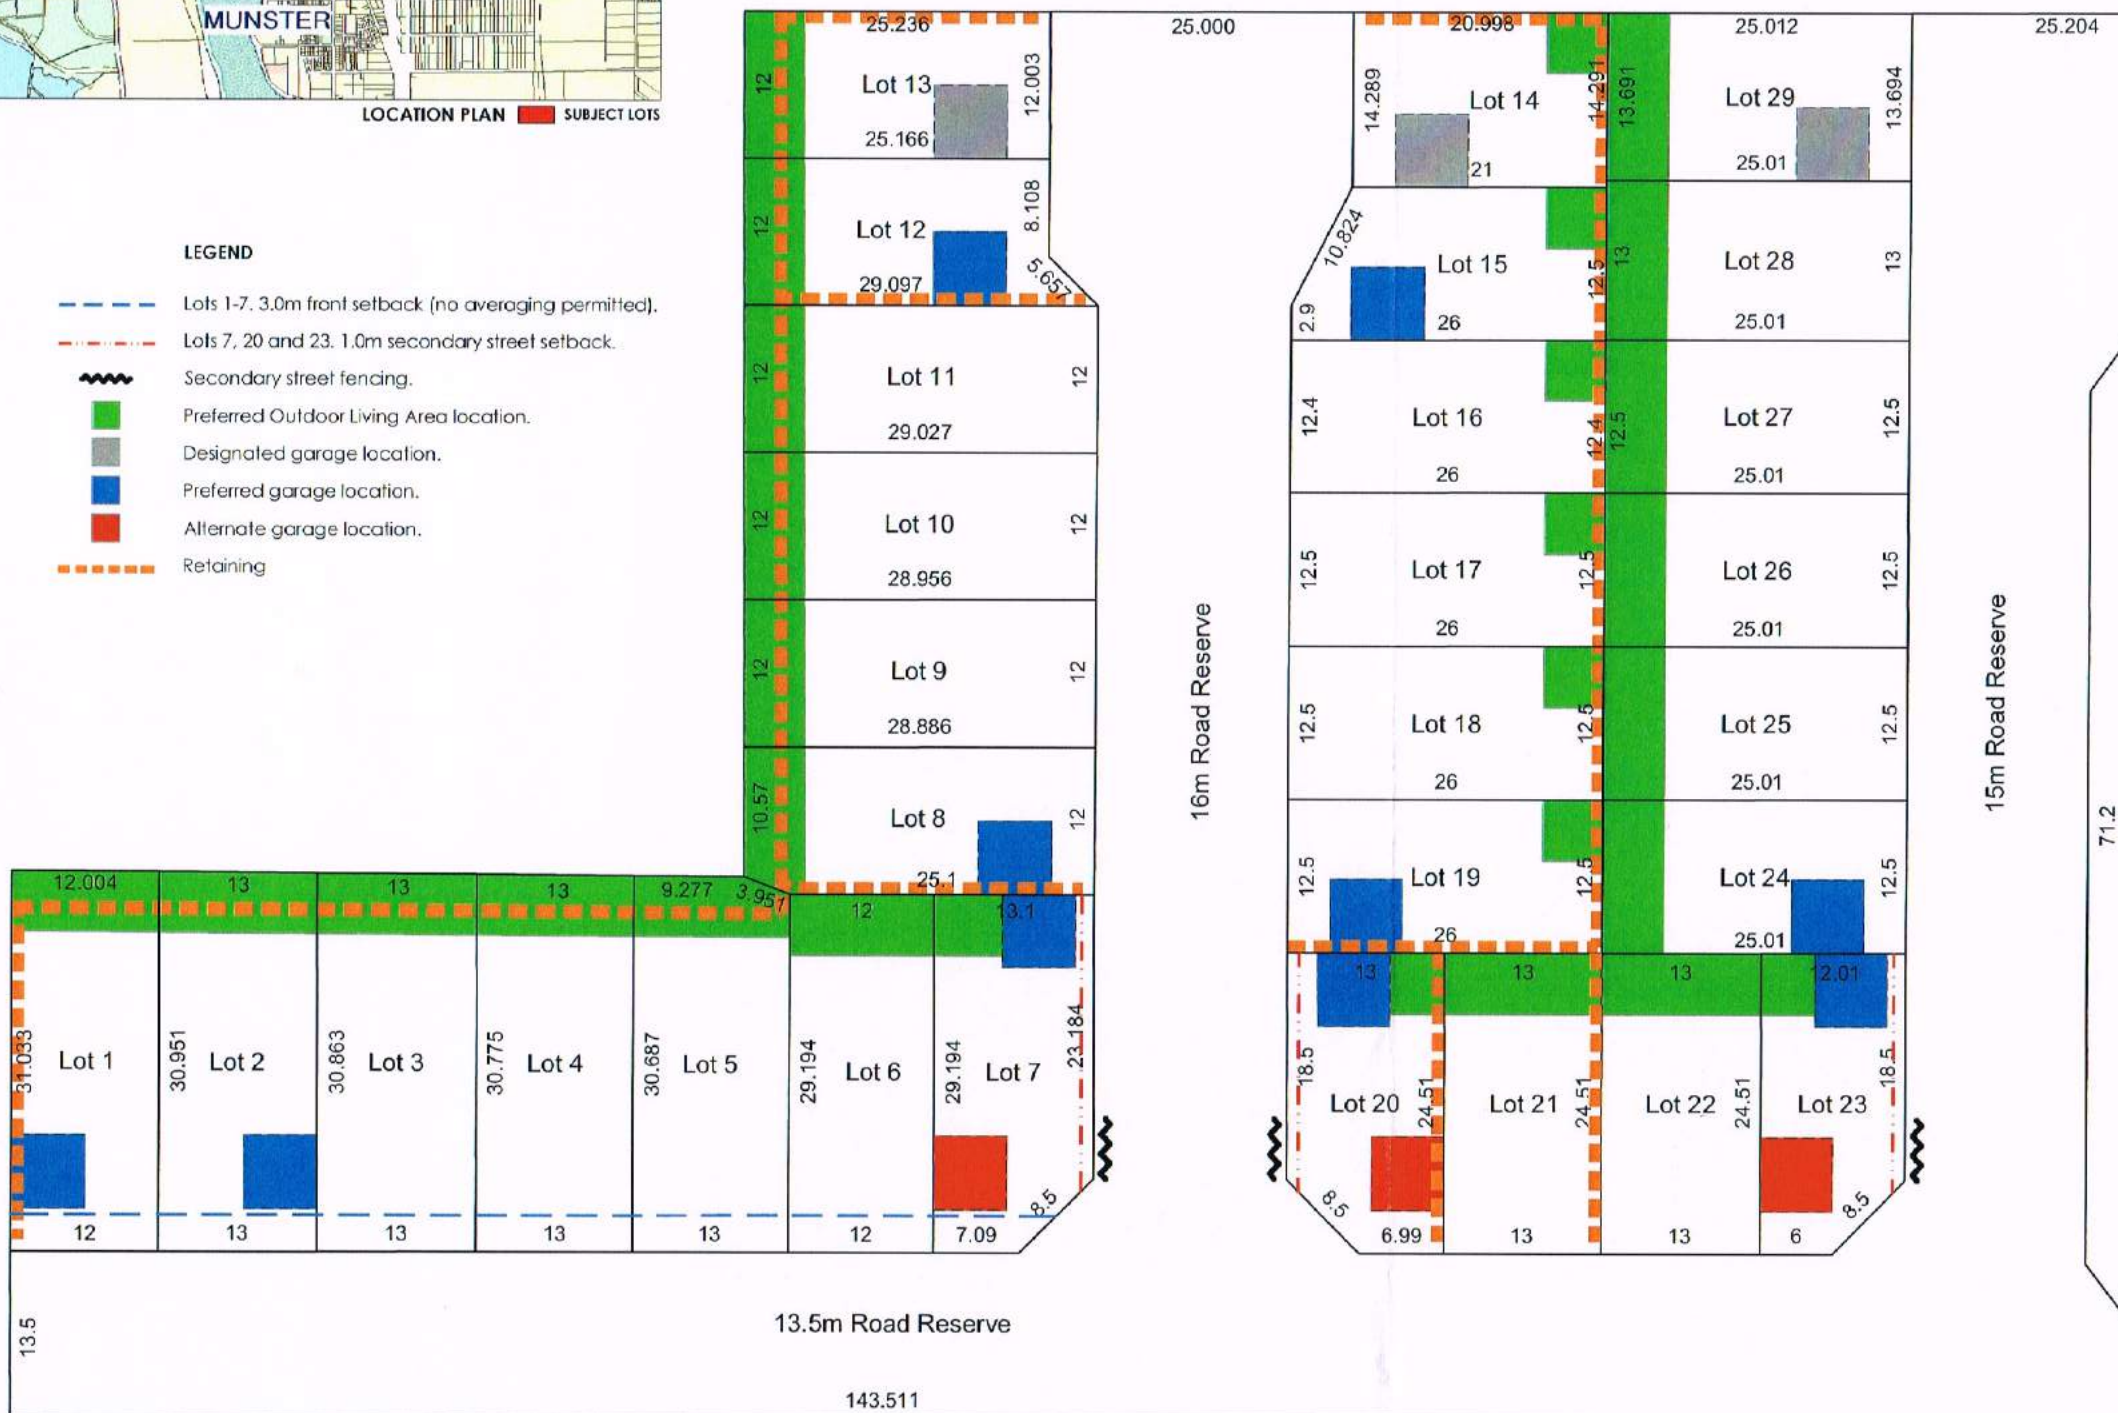 MUNSTER
LOCATION PLAN SUBJECT LOTS
LEGEND
Lots 1-7. 3.0m front setback (no averaging permitted).
Lots 7, 20 and 23. 1.0m secondary street setback.
Secondary street fencing.
Preferred Outdoor Living Area location.
Designated garage location.
Preferred garage location.
Alternate garage location.
Retaining
25.236
25.000
20.998
25.012
25.204
12
Lot 13
12.003
25.166
12
Lot 12
8.108
29.097
5.657
12
Lot 11
12
29.027
12
Lot 10
12
28.956
12
Lot 9
12
28.886
10.57
Lot 8
12
25.1
16m Road Reserve
14.289
Lot 14
14.291
21
10.824
Lot 15
12.5
2.9
26
12.4
Lot 16
12.4
26
12.5
Lot 17
12.5
26
12.5
Lot 18
12.5
26
12.5
Lot 19
12.5
26
13.691
Lot 29
13.694
25.01
13
Lot 28
13
25.01
12.5
Lot 27
12.5
25.01
Lot 26
12.5
25.01
Lot 25
12.5
25.01
Lot 24
12.5
25.01
15m Road Reserve
71.2
12.004
13
13
13
9.277
3.951
12
13.1
31.033
Lot 1
30.951
Lot 2
30.863
Lot 3
30.775
Lot 4
30.687
Lot 5
29.194
Lot 6
29.194
Lot 7
23.184
12
13
13
13
13
12
7.09
8.5
13
13
13
12.01
18.5
Lot 20
24.51
Lot 21
24.51
Lot 22
24.51
Lot 23
18.5
8.5
6.99
13
13
6
8.5
13.5
13.5m Road Reserve
143.511